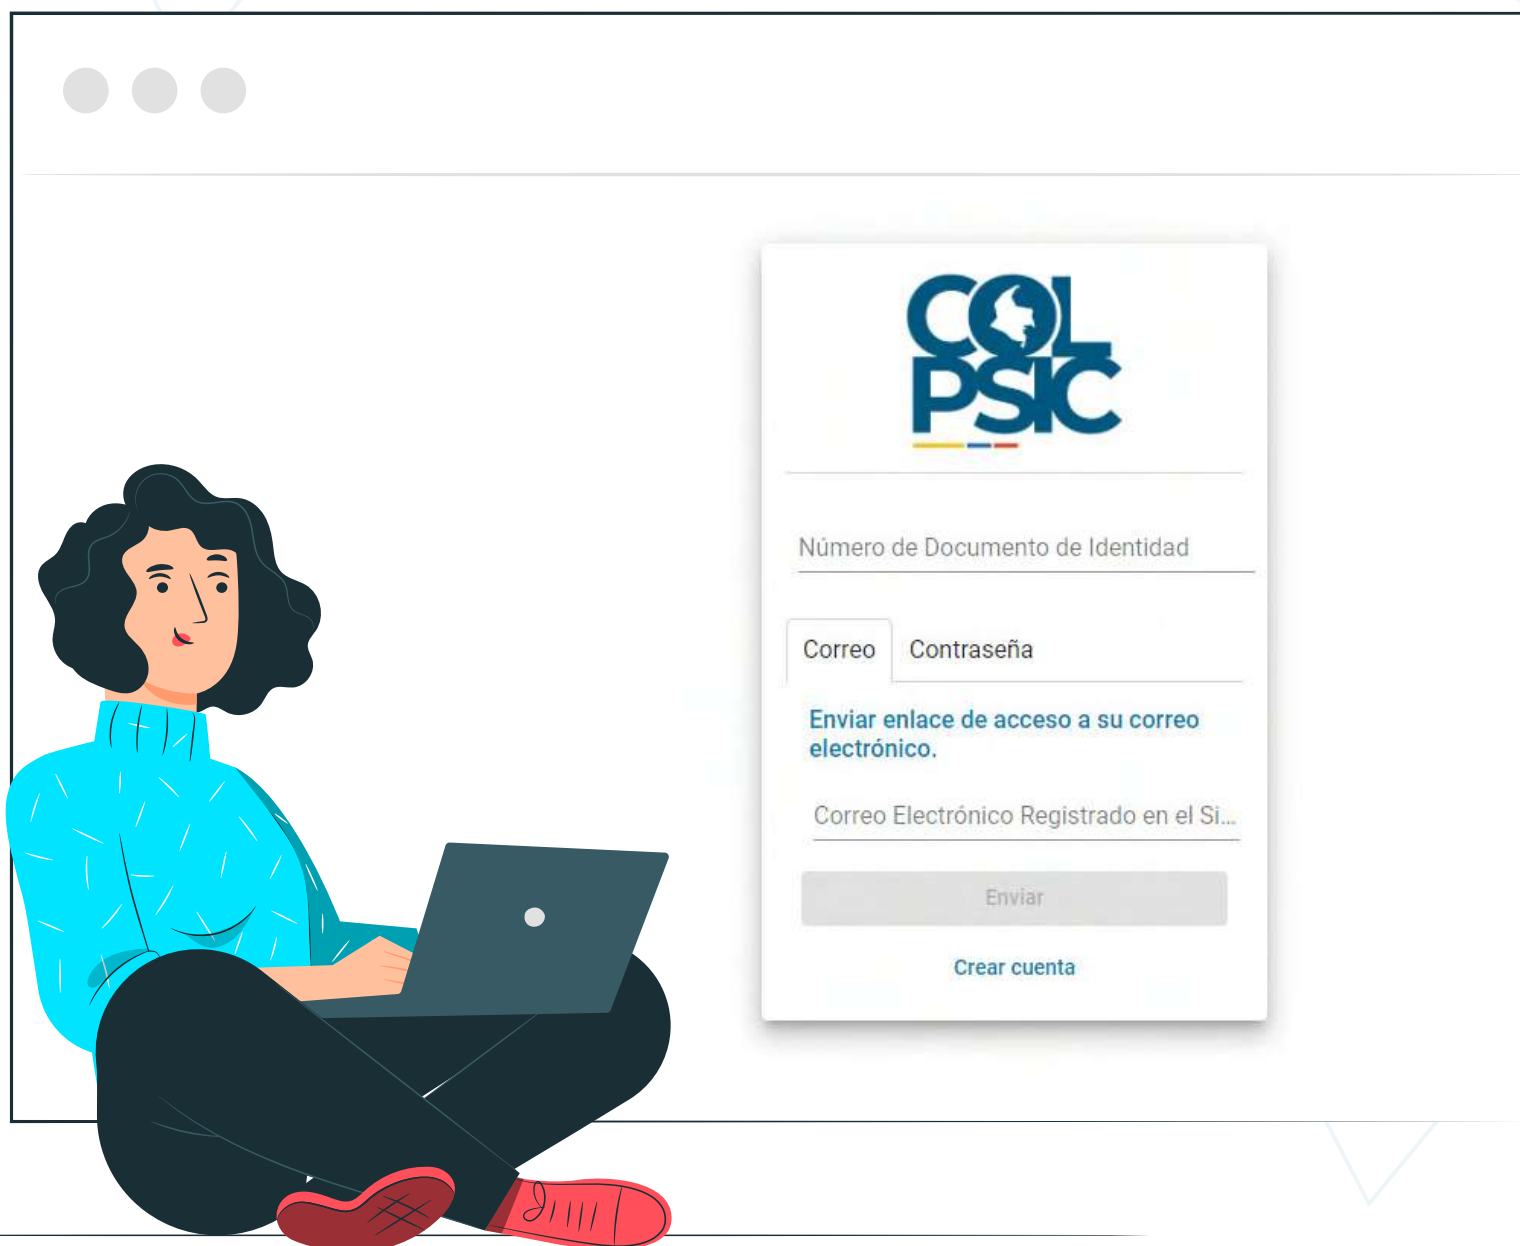 COL
PSIC
Número de Documento de Identidad
Correo Contraseña
Enviar enlace de acceso a su correo
electrónico.
Correo Electrónico Registrado en el Si...
Enviar
Crear cuenta